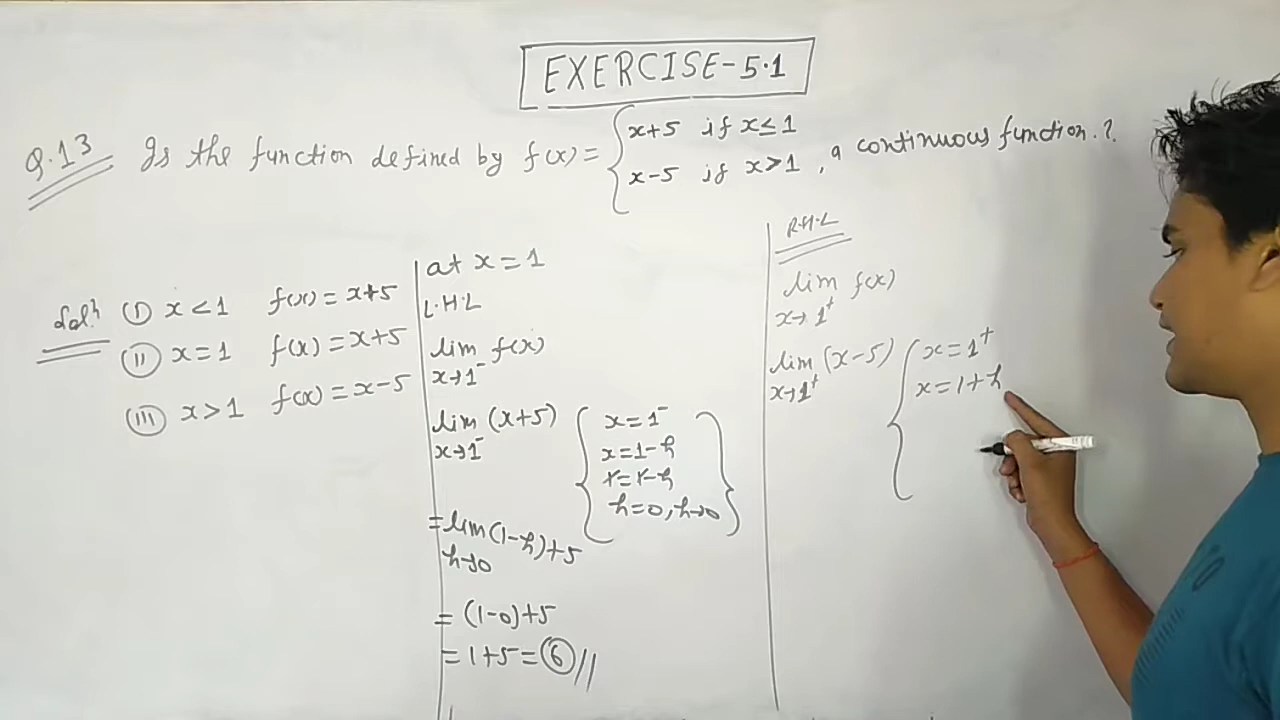 EXERCISE-5.1
Q.13 Is the function defined by f(x) = { x+5 if x≤1
x-5 if x>1 , a continuous function.?
Solⁿ (I) x<1 f(x) = x+5
(II) x=1 f(x) = x+5
(III) x>1 f(x) = x-5
at x=1
L.H.L
lim f(x)
x→1⁻
lim (x+5) { x=1⁻
x→1⁻ x=1-h
1=1-h
h=0, h→0 }
= lim (1-h)+5
h→0
= (1-0)+5
= 1+5 = 6 //
R.H.L
lim f(x)
x→1⁺
lim (x-5) { x=1⁺
x→1⁺ x=1+h